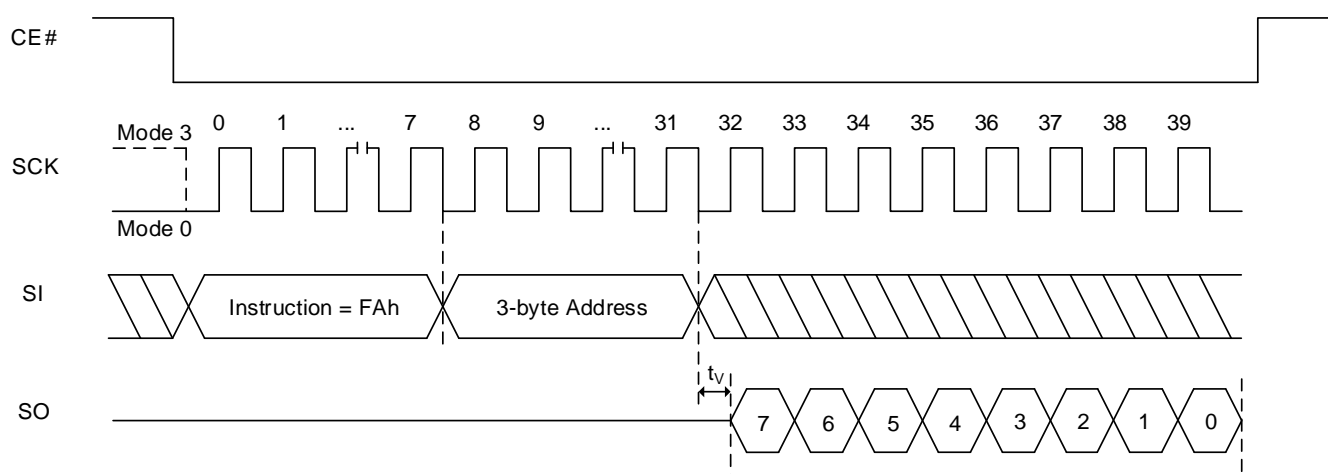 CE#
0 1 ... 7 8 9 ... 31 32 33 34 35 36 37 38 39
Mode 3
SCK
Mode 0
SI
Instruction = FAh 3-byte Address
tV
SO
7 6 5 4 3 2 1 0